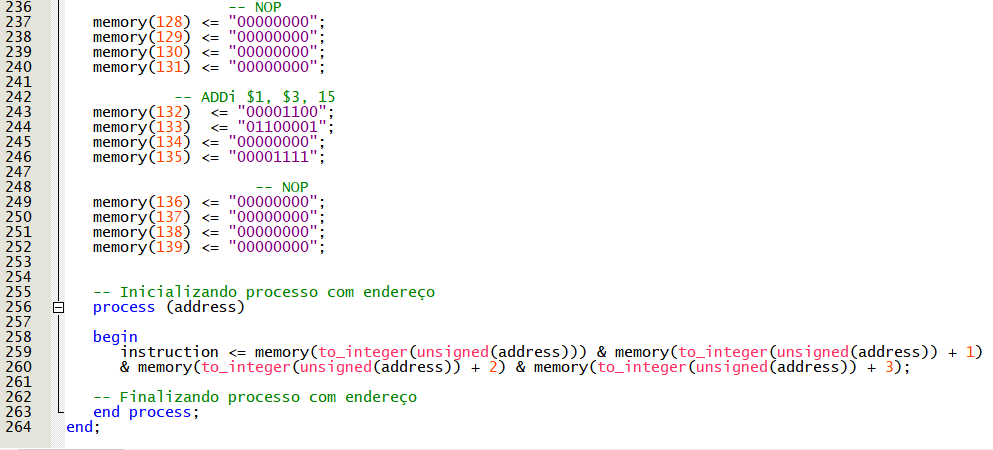 236 -- NOP
237 memory(128) <= "00000000";
238 memory(129) <= "00000000";
239 memory(130) <= "00000000";
240 memory(131) <= "00000000";
241
242 -- ADDi $1, $3, 15
243 memory(132)  <= "00001100";
244 memory(133)  <= "01100001";
245 memory(134) <= "00000000";
246 memory(135) <= "00001111";
247
248 -- NOP
249 memory(136) <= "00000000";
250 memory(137) <= "00000000";
251 memory(138) <= "00000000";
252 memory(139) <= "00000000";
253
254
255 -- Inicializando processo com endereço
256 process (address)
257
258 begin
259 instruction <= memory(to_integer(unsigned(address))) & memory(to_integer(unsigned(address)) + 1)
260 & memory(to_integer(unsigned(address)) + 2) & memory(to_integer(unsigned(address)) + 3);
261
262 -- Finalizando processo com endereço
263 end process;
264 end;